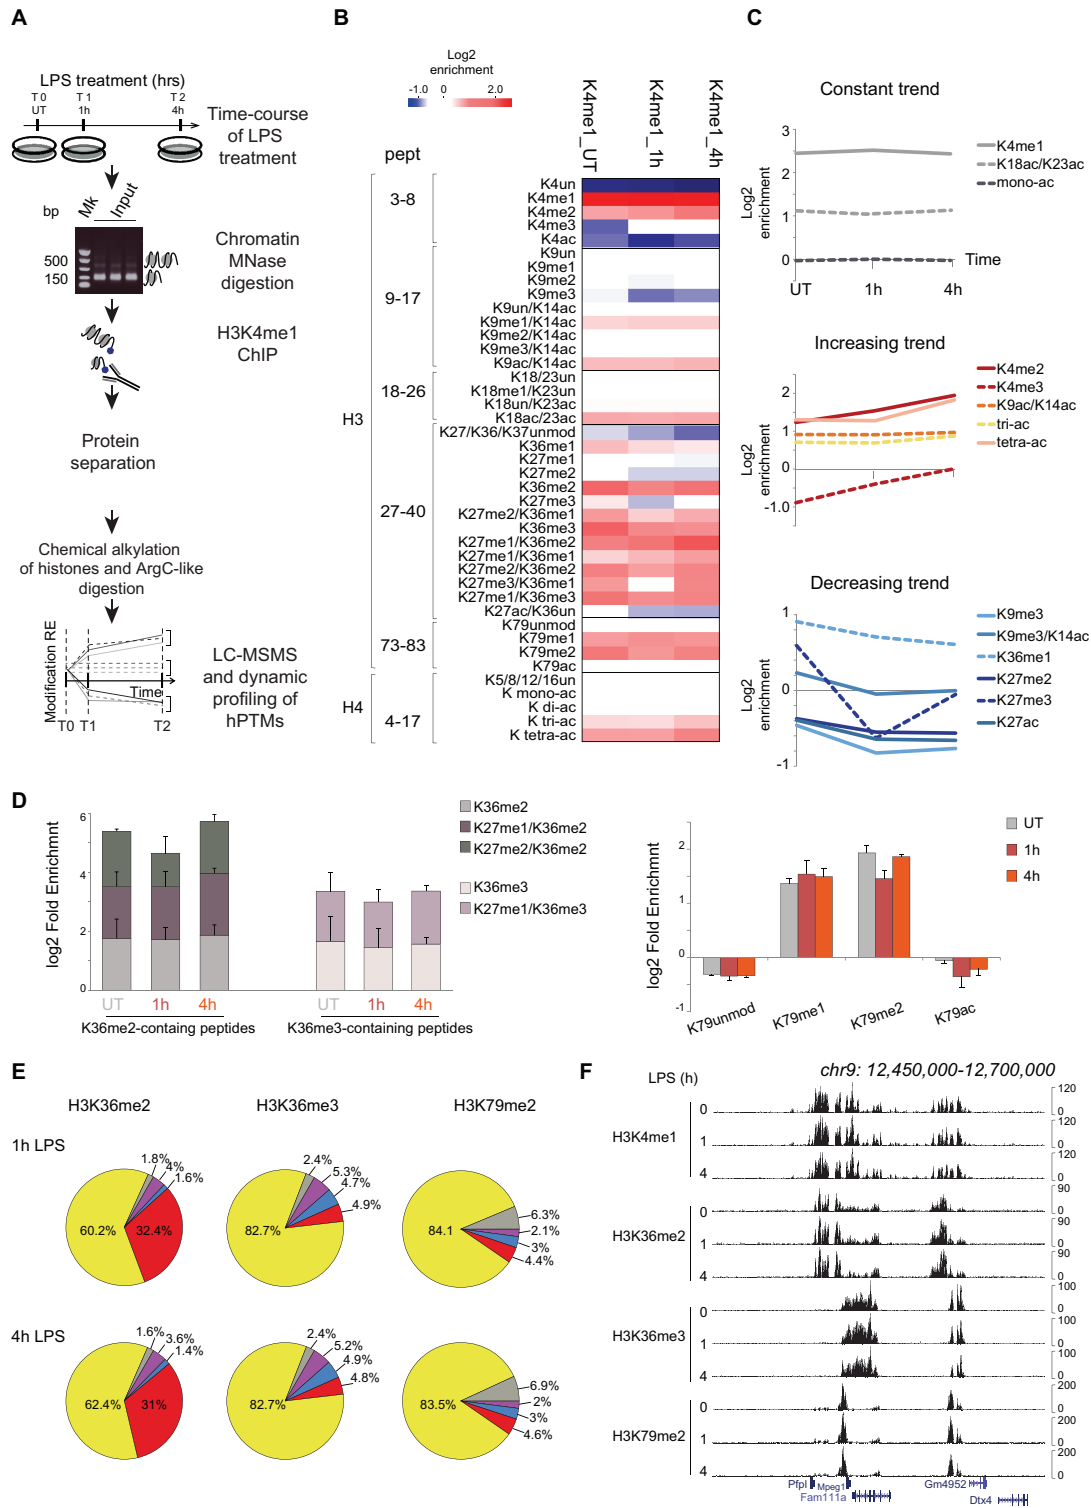 A
LPS treatment (hrs)
T 0
UT
T 1
1h
T 2
4h
Time-course
of LPS
treatment
bp
Mk
Input
500
150
Chromatin
MNase
digestion
H3K4me1
ChIP
Protein
separation
Chemical alkylation
of histones and ArgC-like
digestion
Modification RE
Time
T0 T1 T2
LC-MSMS
and dynamic
profiling of
hPTMs
B
Log2
enrichment
-1.0 0 2.0
K4me1_UT
K4me1_1h
K4me1_4h
pept
H3
3-8
K4un
K4me1
K4me2
K4me3
K4ac
9-17
K9un
K9me1
K9me2
K9me3
K9un/K14ac
K9me1/K14ac
K9me2/K14ac
K9me3/K14ac
K9ac/K14ac
18-26
K18/23un
K18me1/K23un
K18un/K23ac
K18ac/23ac
27-40
K27/K36/K37unmod
K36me1
K27me1
K27me2
K36me2
K27me3
K27me2/K36me1
K36me3
K27me1/K36me2
K27me1/K36me1
K27me2/K36me2
K27me3/K36me1
K27me1/K36me3
K27ac/K36un
73-83
K79unmod
K79me1
K79me2
K79ac
H4
4-17
K5/8/12/16un
K mono-ac
K di-ac
K tri-ac
K tetra-ac
C
Constant trend
3
2
1
0
Log2
enrichment
UT 1h 4h
Time
K4me1
K18ac/K23ac
mono-ac
Increasing trend
2
1
0
-1.0
Log2
enrichment
K4me2
K4me3
K9ac/K14ac
tri-ac
tetra-ac
Decreasing trend
1
0
-1
Log2
enrichment
K9me3
K9me3/K14ac
K36me1
K27me2
K27me3
K27ac
D
log2 Fold Enrichmnt
6
4
2
0
UT 1h 4h
K36me2-containg peptides
UT 1h 4h
K36me3-containing peptides
K36me2
K27me1/K36me2
K27me2/K36me2
K36me3
K27me1/K36me3
log2 Fold Enrichmnt
2
1
0
-1
K79unmod
K79me1
K79me2
K79ac
UT
1h
4h
E
H3K36me2 H3K36me3 H3K79me2
1h LPS
60.2% 32.4% 1.8% 4% 1.6%
82.7% 2.4% 5.3% 4.7% 4.9%
84.1 6.3% 2.1% 3% 4.4%
4h LPS
62.4% 31% 1.6% 3.6% 1.4%
82.7% 2.4% 5.2% 4.9% 4.8%
83.5% 6.9% 2% 3% 4.6%
F
LPS (h)
chr9: 12,450,000-12,700,000
H3K4me1
0 120 0
1 120 0
4 120 0
H3K36me2
0 90 0
1 90 0
4 90 0
H3K36me3
0 100 0
1 100 0
4 100 0
H3K79me2
0 200 0
1 200 0
4 200 0
Pfpl
Mpeg1
Fam111a
Gm4952
Dtx4